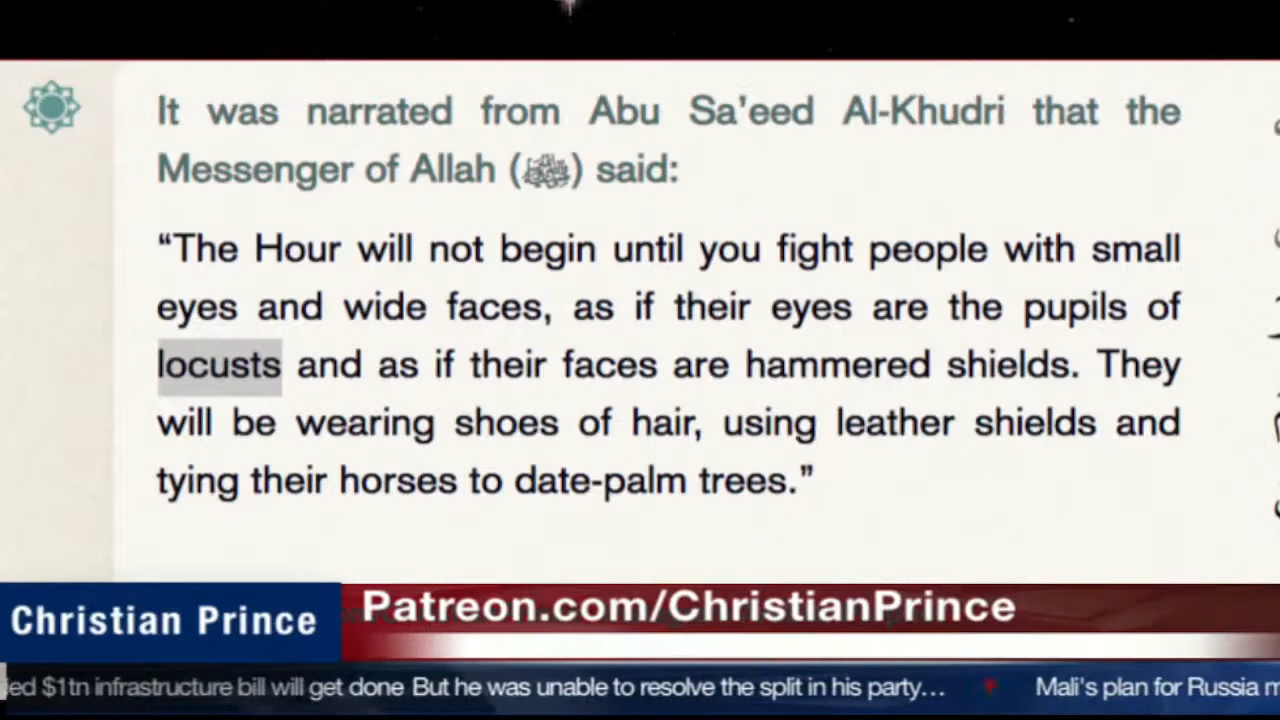 It was narrated from Abu Sa’eed Al-Khudri that the
Messenger of Allah (ﷺ) said:
“The Hour will not begin until you fight people with small
eyes and wide faces, as if their eyes are the pupils of
locusts and as if their faces are hammered shields. They
will be wearing shoes of hair, using leather shields and
tying their horses to date-palm trees.”
Christian Prince
Patreon.com/ChristianPrince
$1tn infrastructure bill will get done But he was unable to resolve the split in his party... Mali's plan for Russia